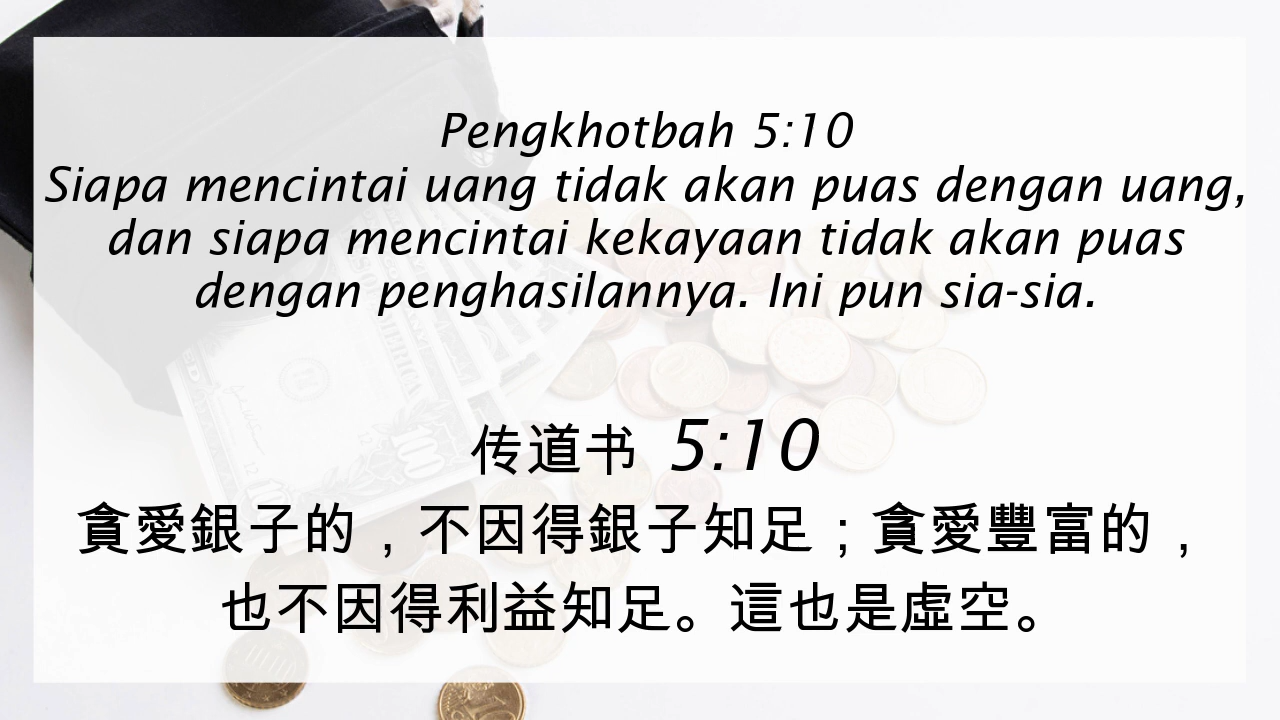 Pengkhotbah 5:10
Siapa mencintai uang tidak akan puas dengan uang,
dan siapa mencintai kekayaan tidak akan puas
dengan penghasilannya. Ini pun sia-sia.
传道书 5:10
貪愛銀子的，不因得銀子知足；貪愛豐富的，
也不因得利益知足。這也是虛空。